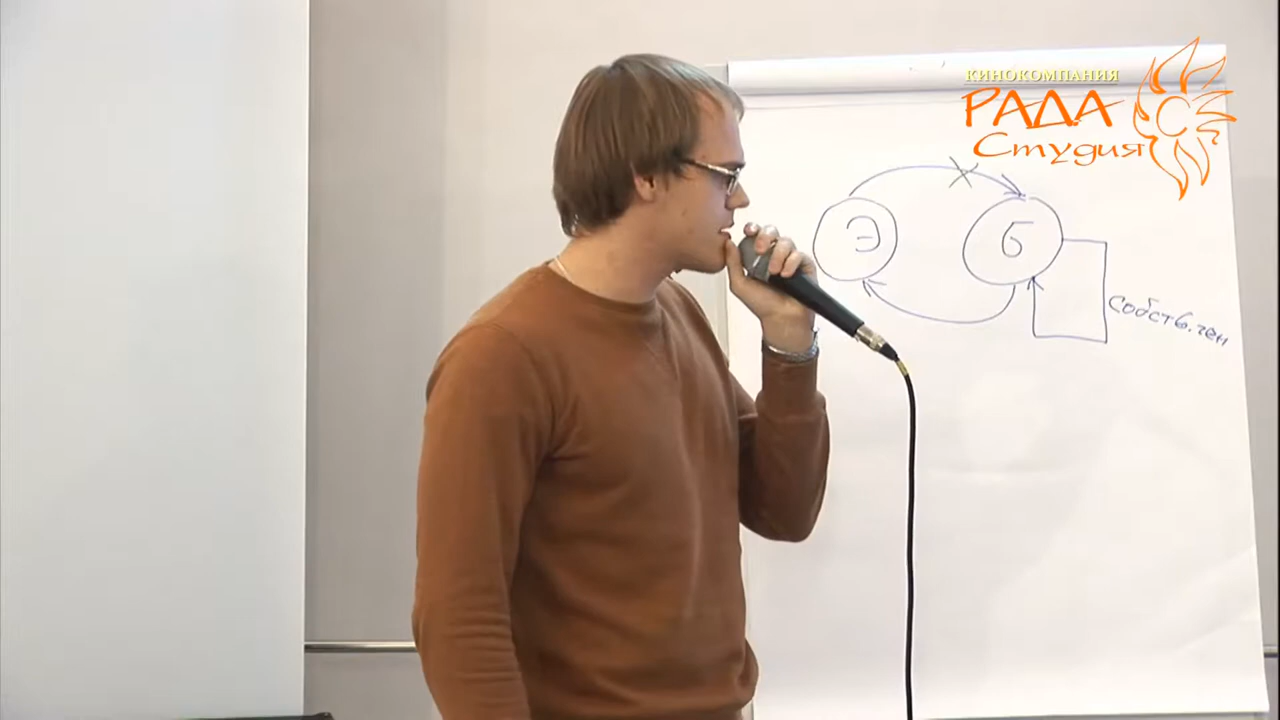 КИНОКОМПАНИЯ
РАДА
Студия
Э
Б
Собств.ген